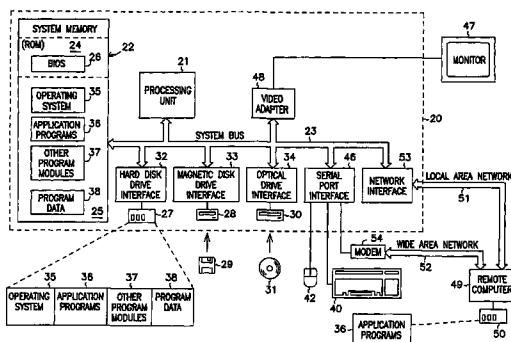 SYSTEM MEMORY
(ROM) 24
22
BIOS
26
OPERATING
SYSTEM
35
APPLICATION
PROGRAMS
36
OTHER
PROGRAM
MODULES
37
PROGRAM
DATA
38
25
21
PROCESSING
UNIT
48
VIDEO
ADAPTER
47
MONITOR
20
SYSTEM BUS
23
32
HARD DISK
DRIVE
INTERFACE
33
MAGNETIC DISK
DRIVE
INTERFACE
34
OPTICAL DRIVE
INTERFACE
46
SERIAL
PORT
INTERFACE
53
NETWORK
INTERFACE
LOCAL AREA NETWORK
51
27
28
30
29
31
42
40
54
MODEM
WIDE AREA NETWORK
52
49
REMOTE
COMPUTER
50
36
APPLICATION
PROGRAMS
35
36
37
38
OPERATING
SYSTEM
APPLICATION
PROGRAMS
OTHER
PROGRAM
MODULES
PROGRAM
DATA